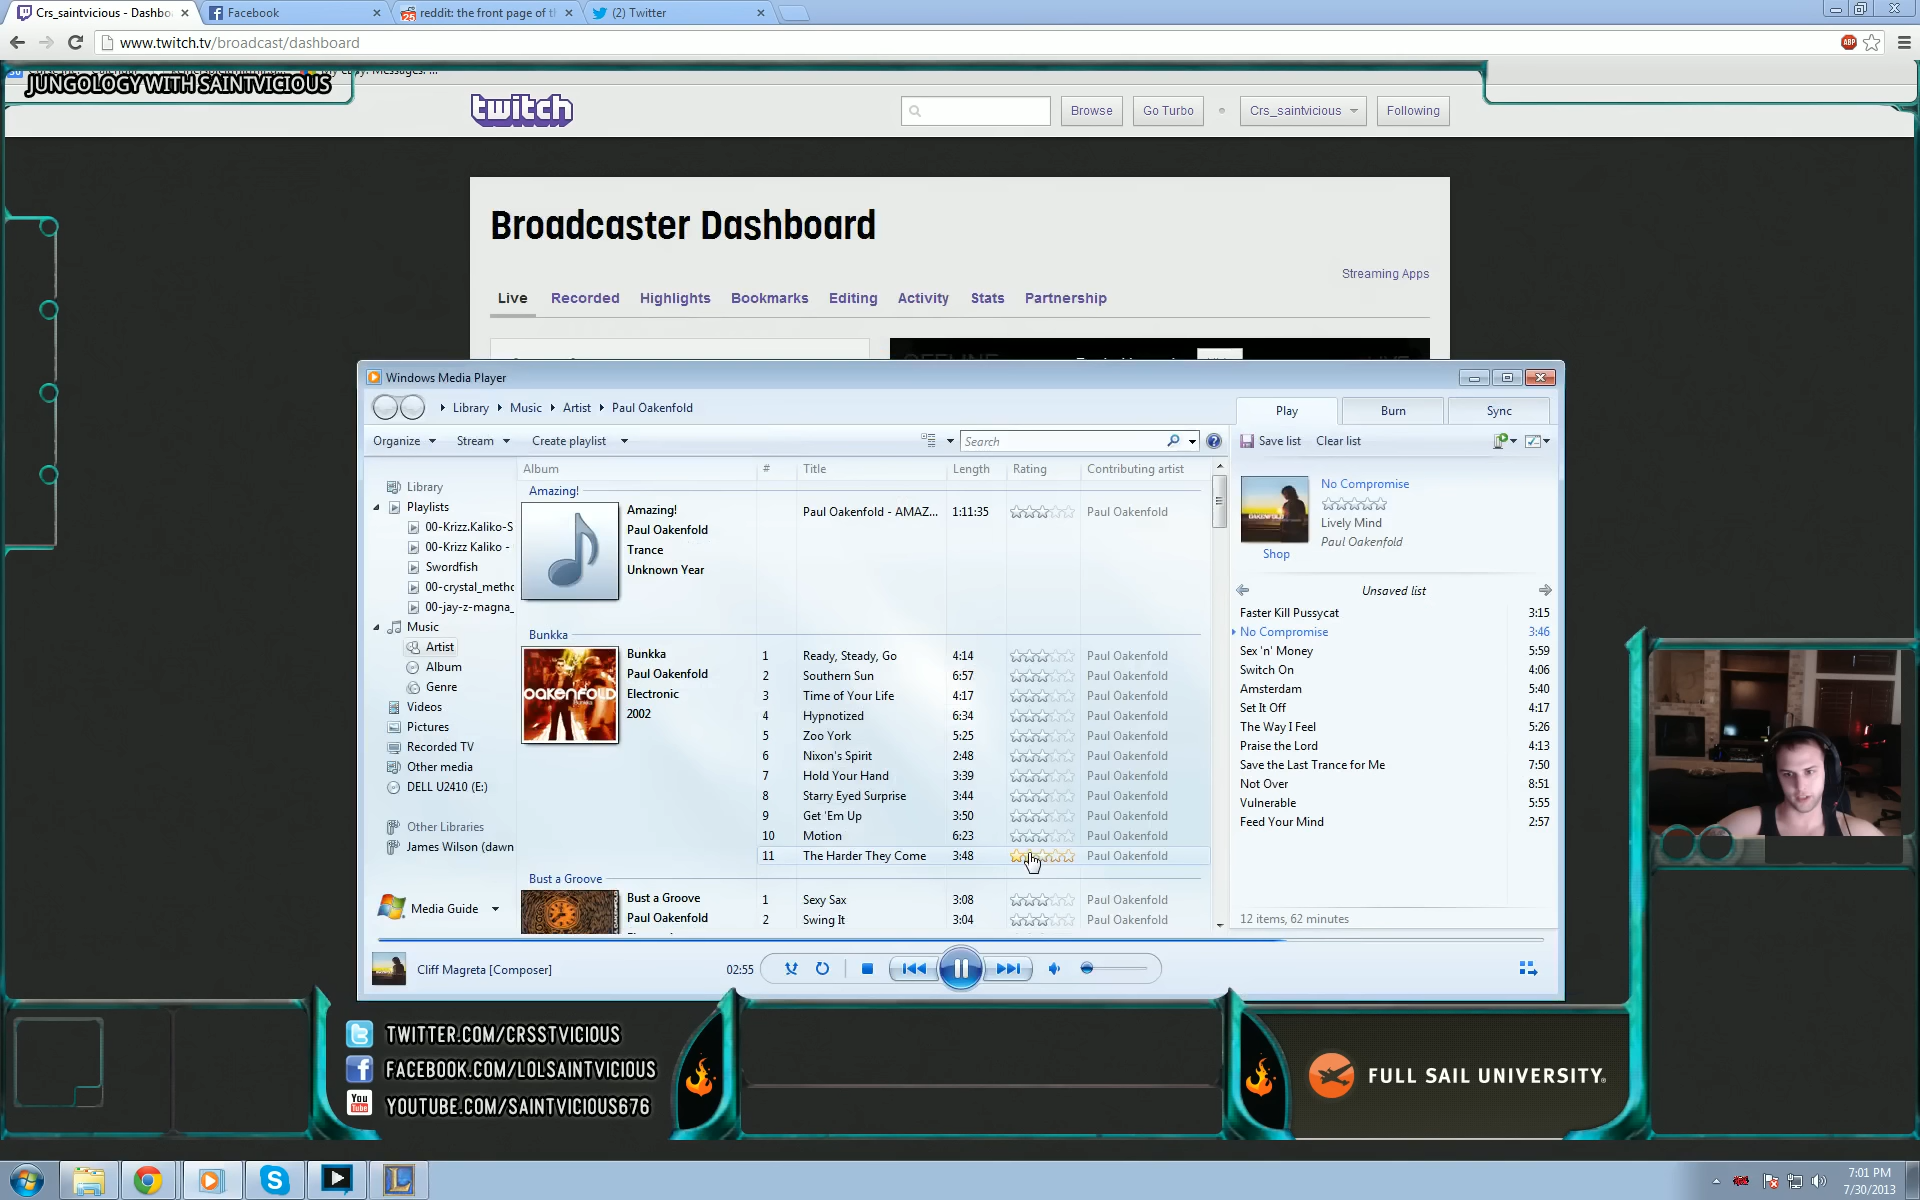 Crs_saintvicious - Dashbo
Facebook
reddit: the front page of
(2) Twitter
www.twitch.tv/broadcast/dashboard
ABP
JUNGOLOGY WITH SAINTVICIOUS
twitch
Browse
Go Turbo
Crs_saintvicious
Following
Broadcaster Dashboard
Streaming Apps
Live Recorded Highlights Bookmarks Editing Activity Stats Partnership
Windows Media Player
Library Music Artist Paul Oakenfold
Play Burn Sync
Organize Stream Create playlist
Search
Save list Clear list
Album # Title Length Rating Contributing artist
Library
Playlists
00-Krizz.Kaliko-S
00-Krizz Kaliko -
Swordfish
00-crystal_metho
00-jay-z-magna_
Music
Artist
Album
Genre
Videos
Pictures
Recorded TV
Other media
DELL U2410 (E:)
Other Libraries
James Wilson (dawn
Media Guide
Amazing!
Amazing!
Paul Oakenfold
Trance
Unknown Year
Paul Oakenfold - AMAZ... 1:11:35 Paul Oakenfold
Bunkka
OAKENFOLD
Bunkka
Paul Oakenfold
Electronic
2002
1 Ready, Steady, Go 4:14 Paul Oakenfold
2 Southern Sun 6:57 Paul Oakenfold
3 Time of Your Life 4:17 Paul Oakenfold
4 Hypnotized 6:34 Paul Oakenfold
5 Zoo York 5:25 Paul Oakenfold
6 Nixon's Spirit 2:48 Paul Oakenfold
7 Hold Your Hand 3:39 Paul Oakenfold
8 Starry Eyed Surprise 3:44 Paul Oakenfold
9 Get 'Em Up 3:50 Paul Oakenfold
10 Motion 6:23 Paul Oakenfold
11 The Harder They Come 3:48 Paul Oakenfold
Bust a Groove
Bust a Groove
Paul Oakenfold
1 Sexy Sax 3:08 Paul Oakenfold
2 Swing It 3:04 Paul Oakenfold
No Compromise
Lively Mind
Paul Oakenfold
Shop
Unsaved list
Faster Kill Pussycat 3:15
No Compromise 3:46
Sex 'n' Money 5:59
Switch On 4:06
Amsterdam 5:40
Set It Off 4:17
The Way I Feel 5:26
Praise the Lord 4:13
Save the Last Trance for Me 7:50
Not Over 8:51
Vulnerable 5:55
Feed Your Mind 2:57
12 items, 62 minutes
Cliff Magreta [Composer]
02:55
TWITTER.COM/CRSSTVICIOUS
FACEBOOK.COM/LOLSAINTVICIOUS
You Tube
YOUTUBE.COM/SAINTVICIOUS676
FULL SAIL UNIVERSITY.
7:01 PM
7/30/2013